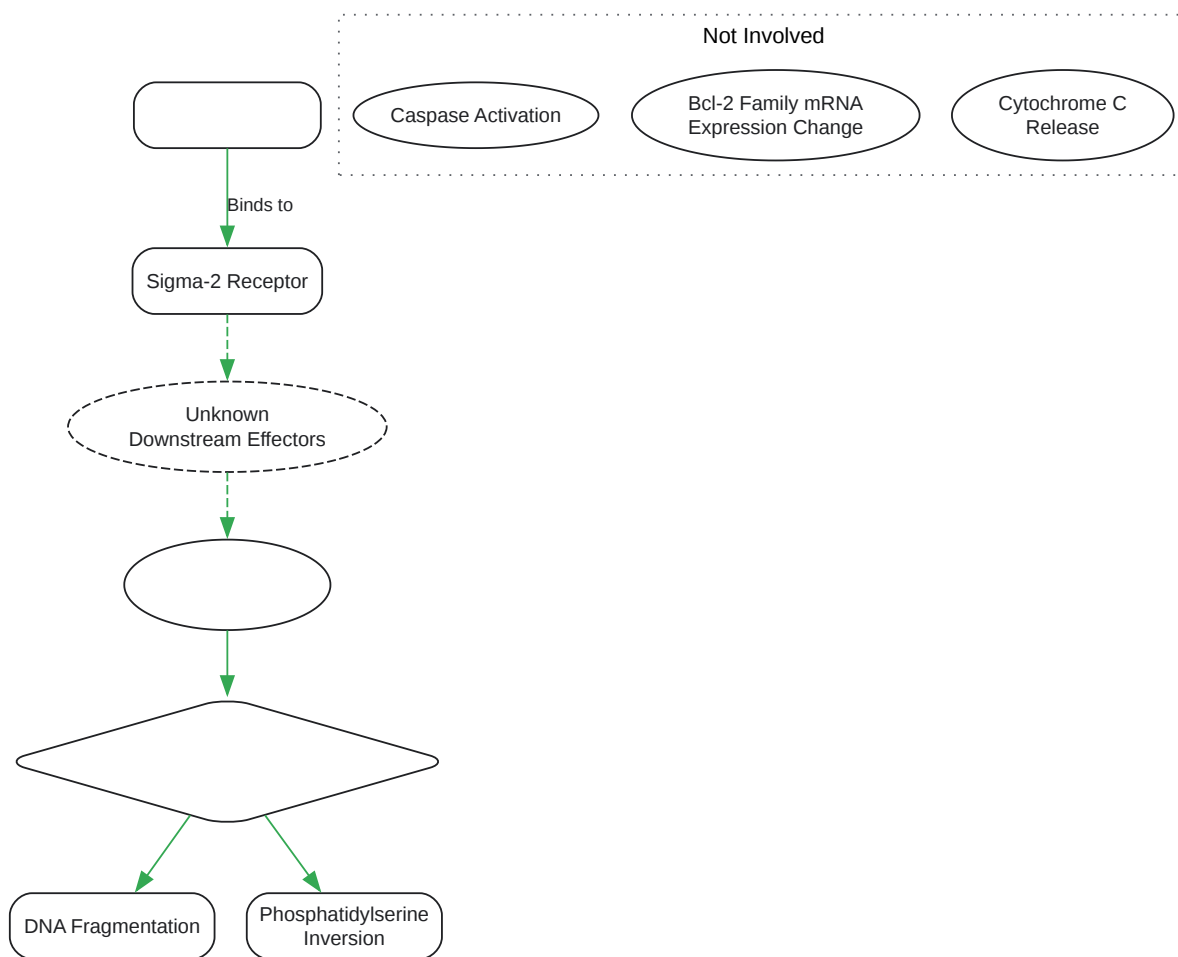 Not Involved
Caspase Activation
Bcl-2 Family mRNA
Expression Change
Cytochrome C
Release
Binds to
Sigma-2 Receptor
Unknown
Downstream Effectors
DNA Fragmentation
Phosphatidylserine
Inversion